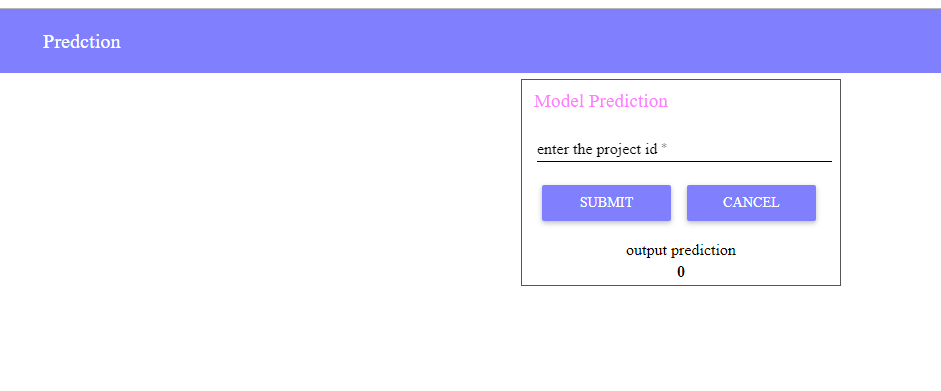 Predction
Model Prediction
enter the project id *
SUBMIT CANCEL
output prediction
0